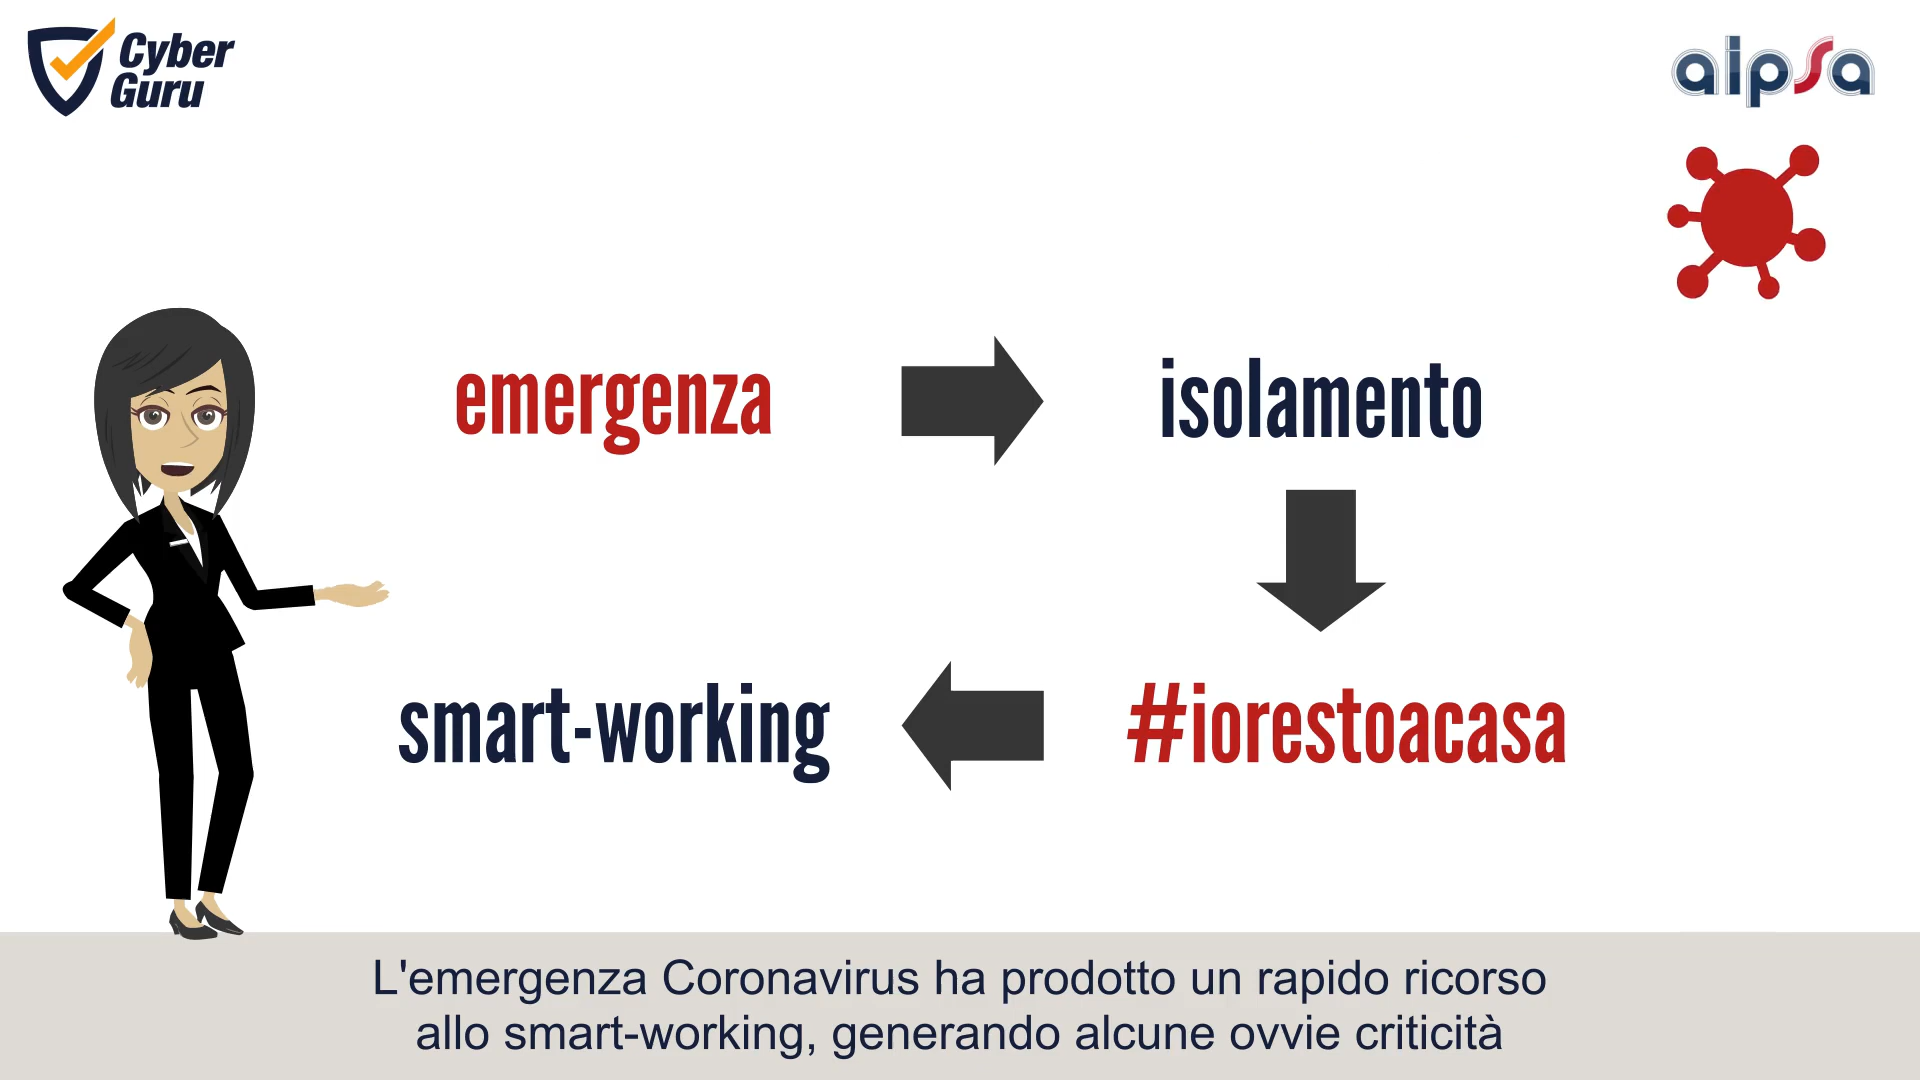 Cyber
Guru
aipsa
emergenza
isolamento
smart-working
#iorestoacasa
L'emergenza Coronavirus ha prodotto un rapido ricorso
allo smart-working, generando alcune ovvie criticità